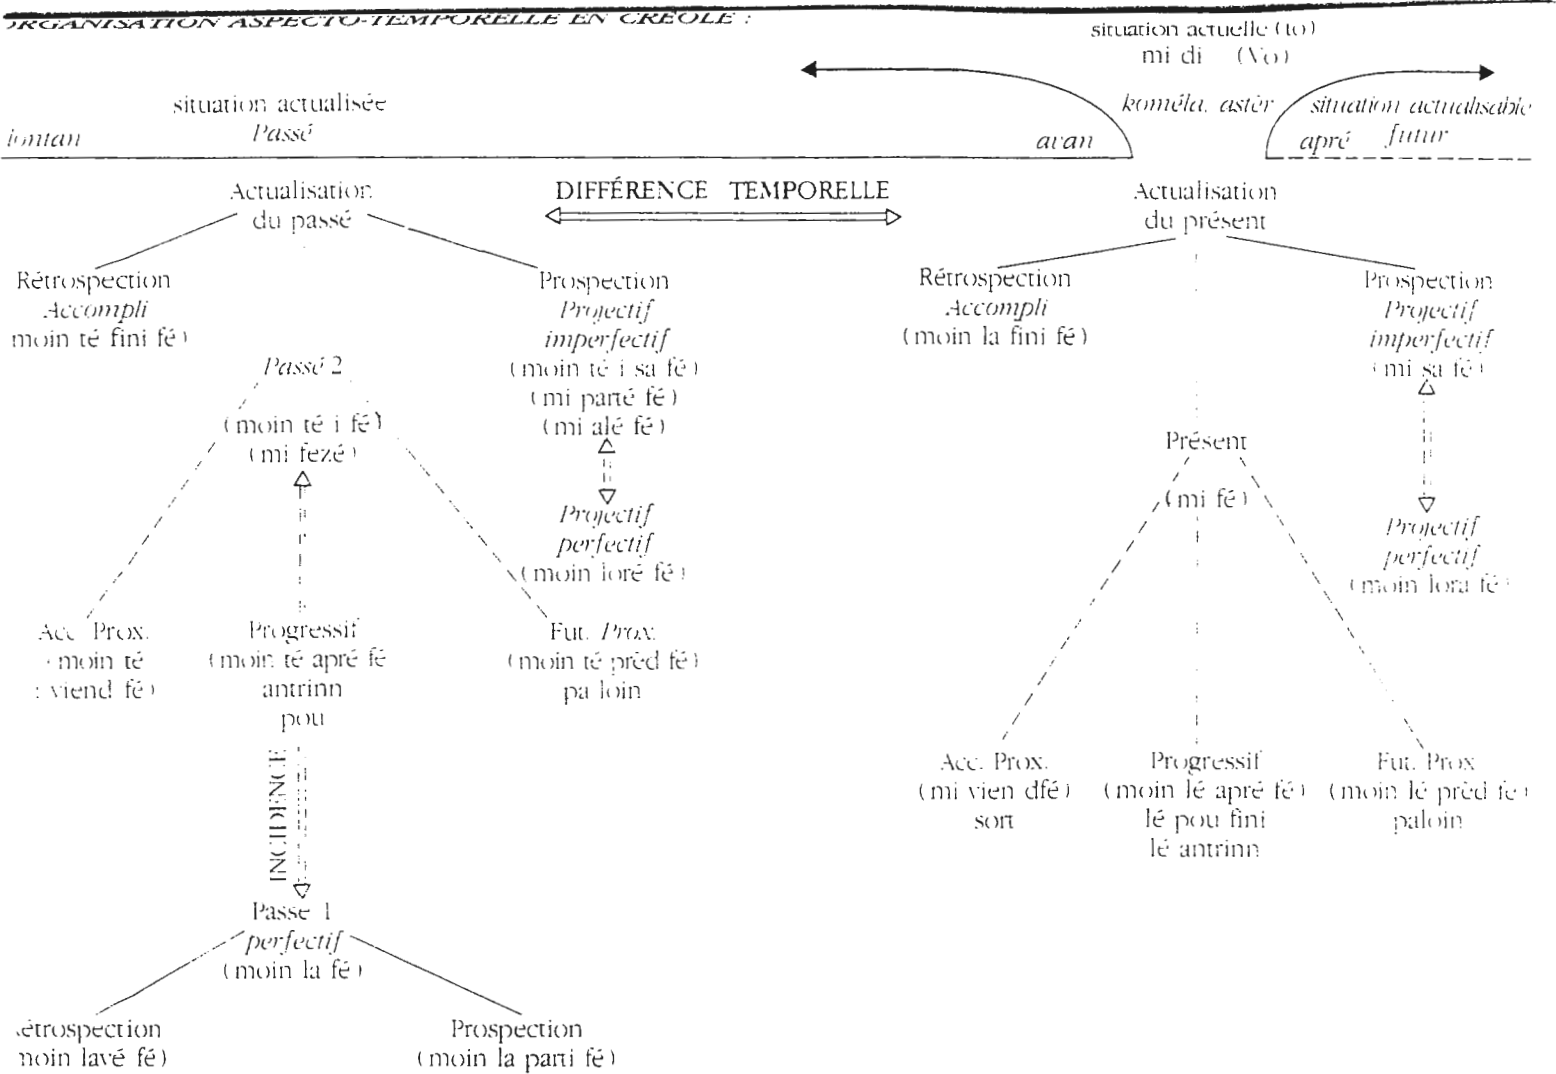 ORGANISATION ASPECTO-TEMPORELLE EN CRÉOLE :
situation actuelle (to)
mi di (Vo)
situation actualisée
Passé
lontan
avan
koméla, astèr
situation actualisable
apré futur
Actualisation
du passé
DIFFÉRENCE TEMPORELLE
Actualisation
du présent
Rétrospection
Accompli
moin té fini fé)
Prospection
Projectif
imperfectif
(moin té i sa fé)
(mi parté fé)
(mi alé fé)
Projectif
perfectif
(moin loré fé)
Passé 2
(moin té i fé)
(mi fezé)
Acc. Prox.
(moin té
viend fé)
Progressif
(moin té apré fé
antrinn
pou
Fut. Prox.
(moin té prèd fé)
pa loin
INCIDENCE
Passé 1
perfectif
(moin la fé)
étrospection
moin lavé fé)
Prospection
(moin la parti fé)
Rétrospection
Accompli
(moin la fini fé)
Prospection
Projectif
imperfectif
(mi sa fé)
Projectif
perfectif
(moin lora fé)
Présent
(mi fé)
Acc. Prox.
(mi vien dfé)
sort
Progressif
(moin lé apré fé)
lé pou fini
lé antrinn
Fut. Prox
(moin lé prèd fé)
paloin